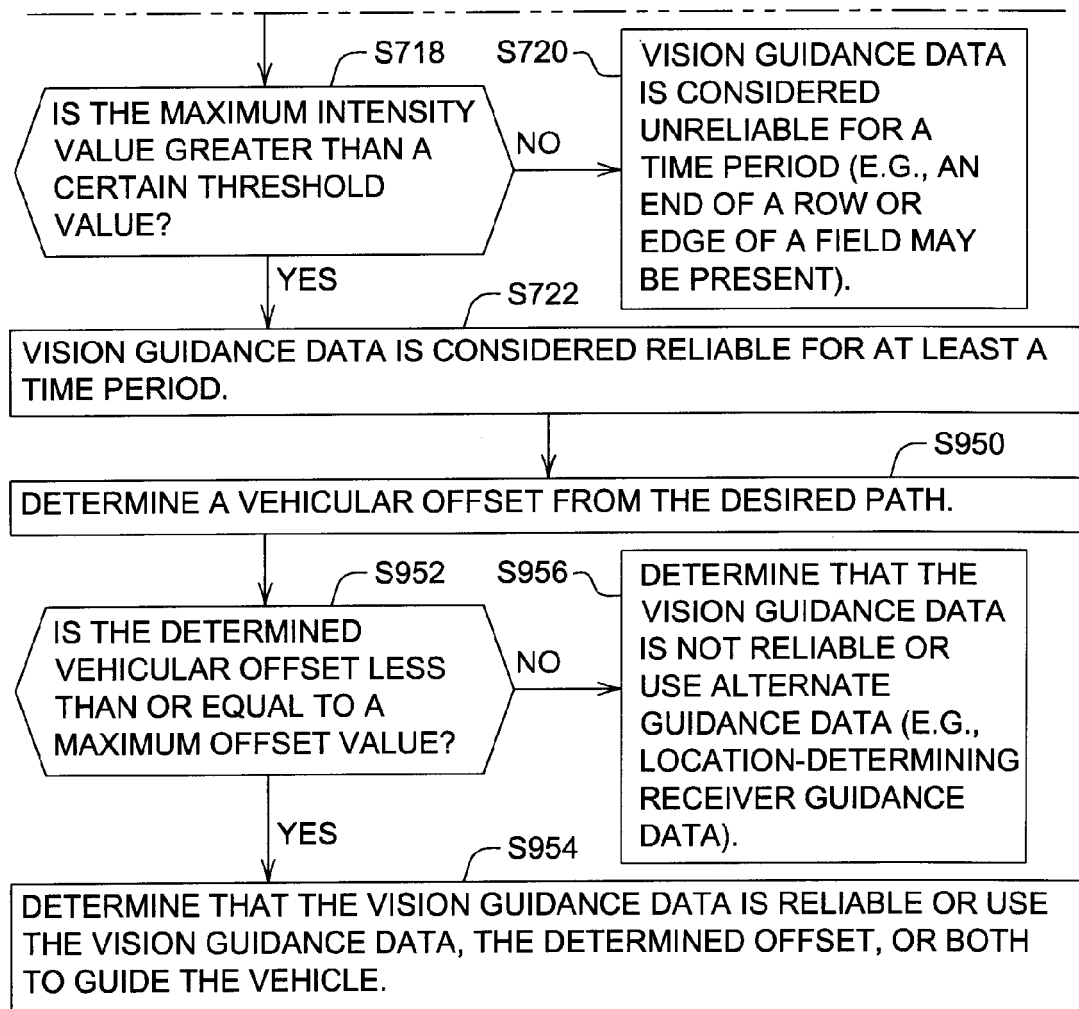 S718
IS THE MAXIMUM INTENSITY
VALUE GREATER THAN A
CERTAIN THRESHOLD
VALUE?
NO
S720
VISION GUIDANCE DATA
IS CONSIDERED
UNRELIABLE FOR A
TIME PERIOD (E.G., AN
END OF A ROW OR
EDGE OF A FIELD MAY
BE PRESENT).
YES
S722
VISION GUIDANCE DATA IS CONSIDERED RELIABLE FOR AT LEAST A
TIME PERIOD.
S950
DETERMINE A VEHICULAR OFFSET FROM THE DESIRED PATH.
S952
IS THE DETERMINED
VEHICULAR OFFSET LESS
THAN OR EQUAL TO A
MAXIMUM OFFSET VALUE?
NO
S956
DETERMINE THAT THE
VISION GUIDANCE DATA
IS NOT RELIABLE OR
USE ALTERNATE
GUIDANCE DATA (E.G.,
LOCATION-DETERMINING
RECEIVER GUIDANCE
DATA).
YES
S954
DETERMINE THAT THE VISION GUIDANCE DATA IS RELIABLE OR USE
THE VISION GUIDANCE DATA, THE DETERMINED OFFSET, OR BOTH
TO GUIDE THE VEHICLE.